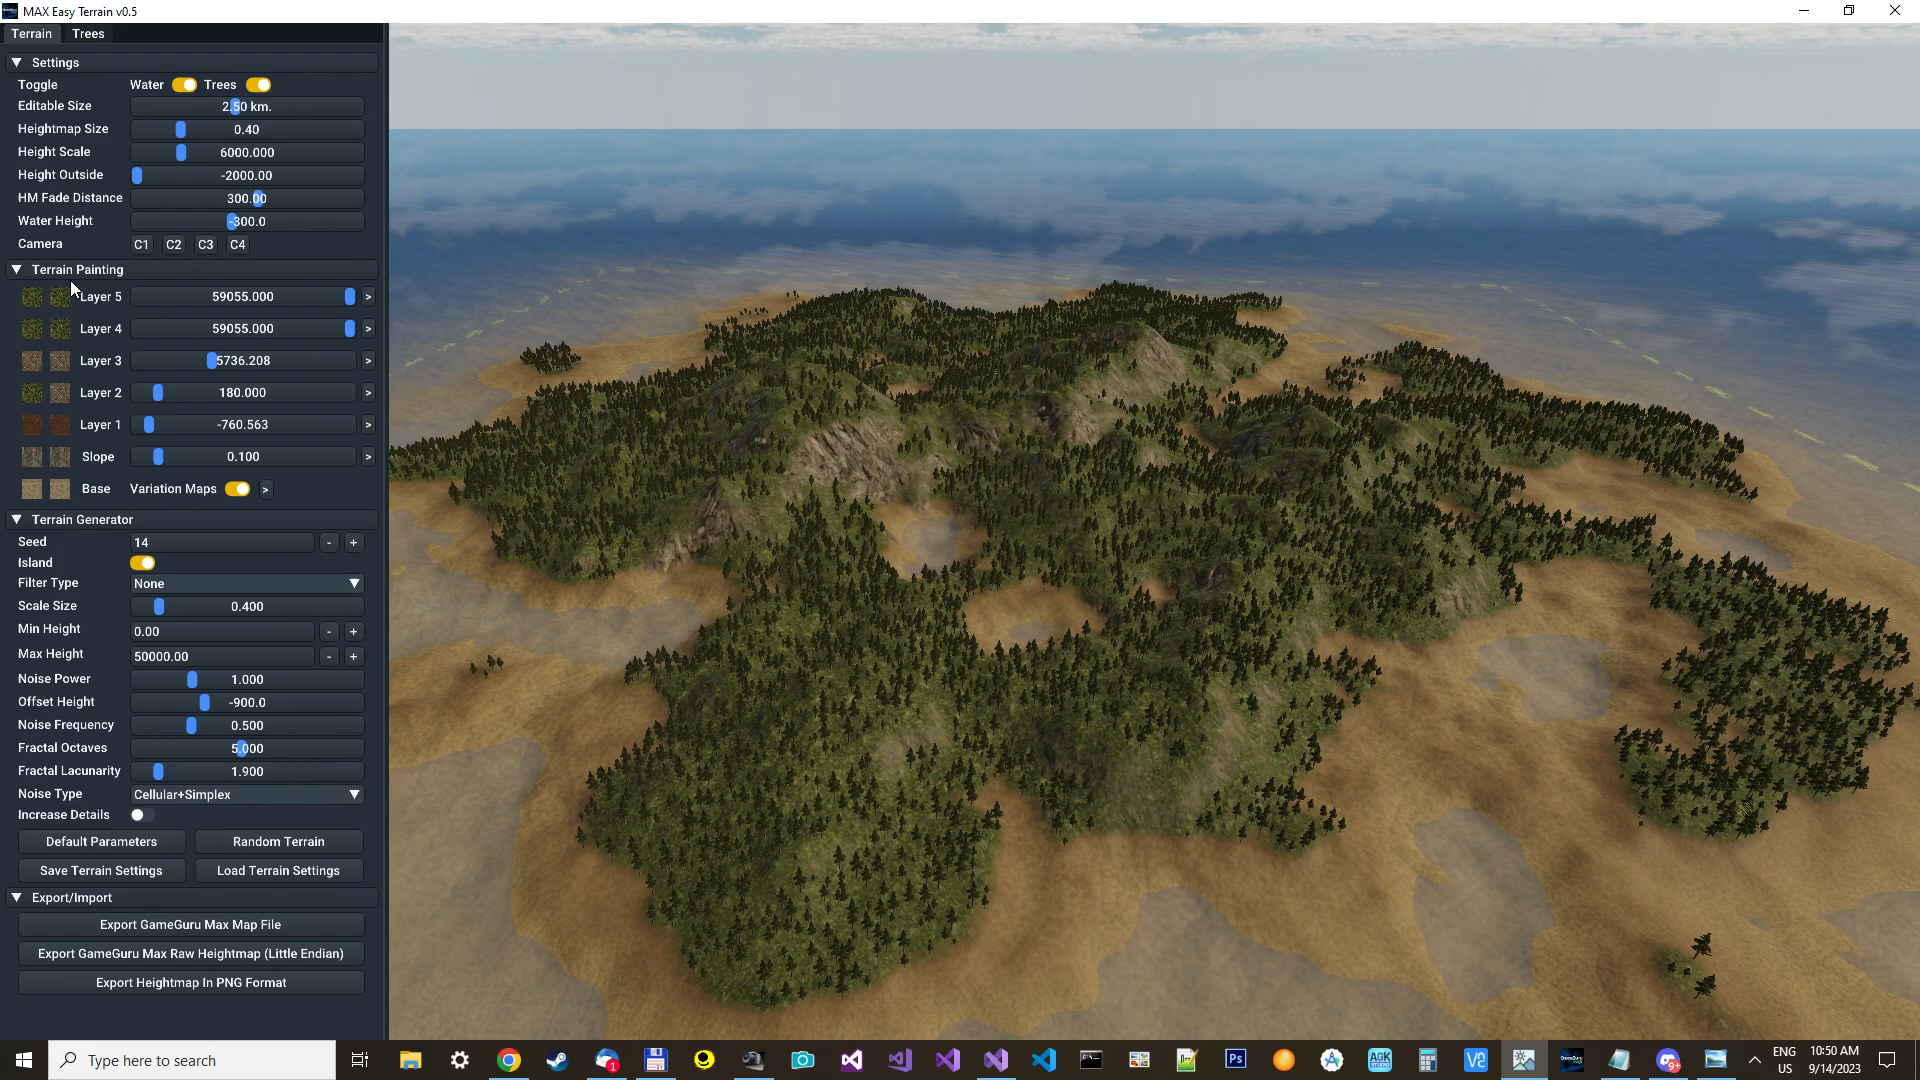 MAX Easy Terrain v0.5
Terrain Trees
Settings
Toggle Water Trees
Editable Size 2.50 km.
Heightmap Size 0.40
Height Scale 6000.000
Height Outside -2000.00
HM Fade Distance 300.00
Water Height -300.0
Camera C1 C2 C3 C4
Terrain Painting
Layer 5 59055.000 >
Layer 4 59055.000 >
Layer 3 5736.208 >
Layer 2 180.000 >
Layer 1 -760.563 >
Slope 0.100 >
Base Variation Maps >
Terrain Generator
Seed 14 - +
Island
Filter Type None
Scale Size 0.400
Min Height 0.00 - +
Max Height 50000.00 - +
Noise Power 1.000
Offset Height -900.0
Noise Frequency 0.500
Fractal Octaves 5.000
Fractal Lacunarity 1.900
Noise Type Cellular+Simplex
Increase Details
Default Parameters Random Terrain
Save Terrain Settings Load Terrain Settings
Export/Import
Export GameGuru Max Map File
Export GameGuru Max Raw Heightmap (Little Endian)
Export Heightmap In PNG Format
Type here to search
1
Ps
AGK
V2
9+
ENG
US
10:50 AM
9/14/2023